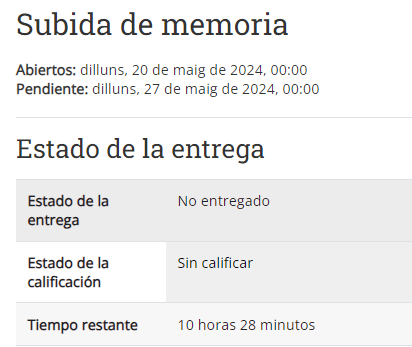 Subida de memoria
Abiertos: dilluns, 20 de maig de 2024, 00:00
Pendiente: dilluns, 27 de maig de 2024, 00:00
Estado de la entrega
Estado de la
entrega
No entregado
Estado de la
calificación
Sin calificar
Tiempo restante
10 horas 28 minutos